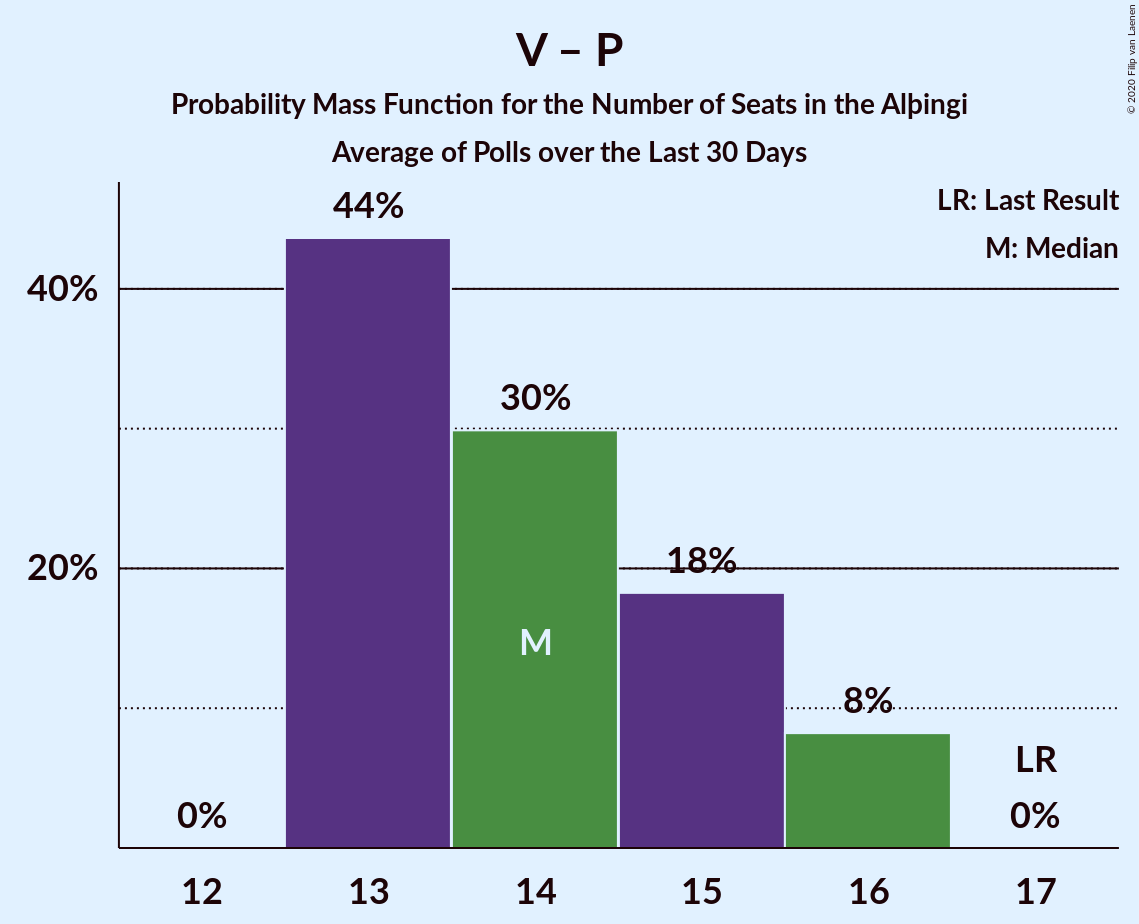 V – P
Probability Mass Function for the Number of Seats in the Alþingi
Average of Polls over the Last 30 Days
© 2020 Filip van Laenen
LR: Last Result
M: Median
40%
20%
0%
44%
30%
18%
8%
0%
M
LR
12
13
14
15
16
17